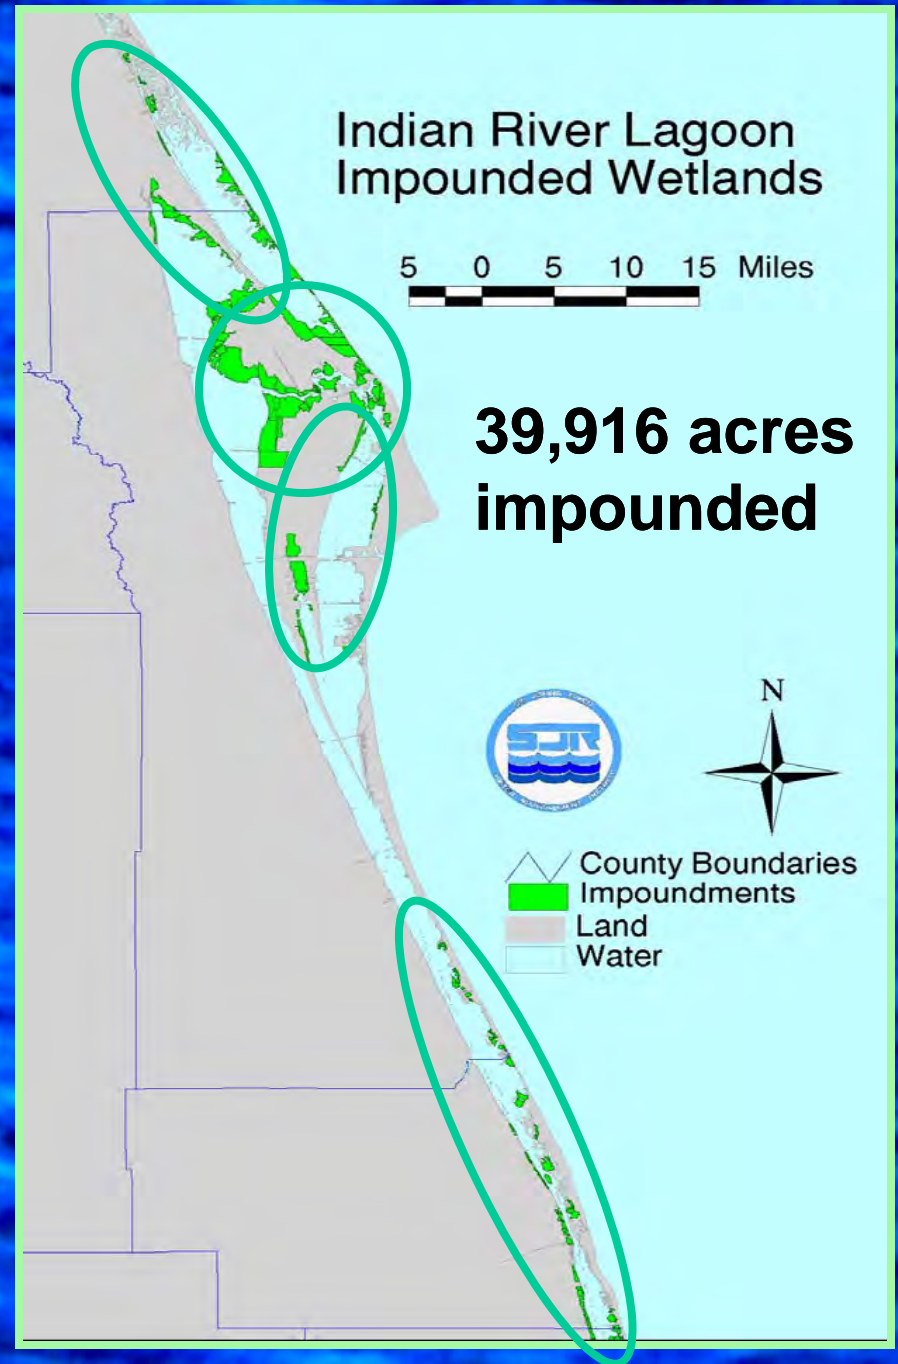 Indian River Lagoon
Impounded Wetlands
5 0 5 10 15 Miles
39,916 acres
impounded
SJR
N
County Boundaries
Impoundments
Land
Water